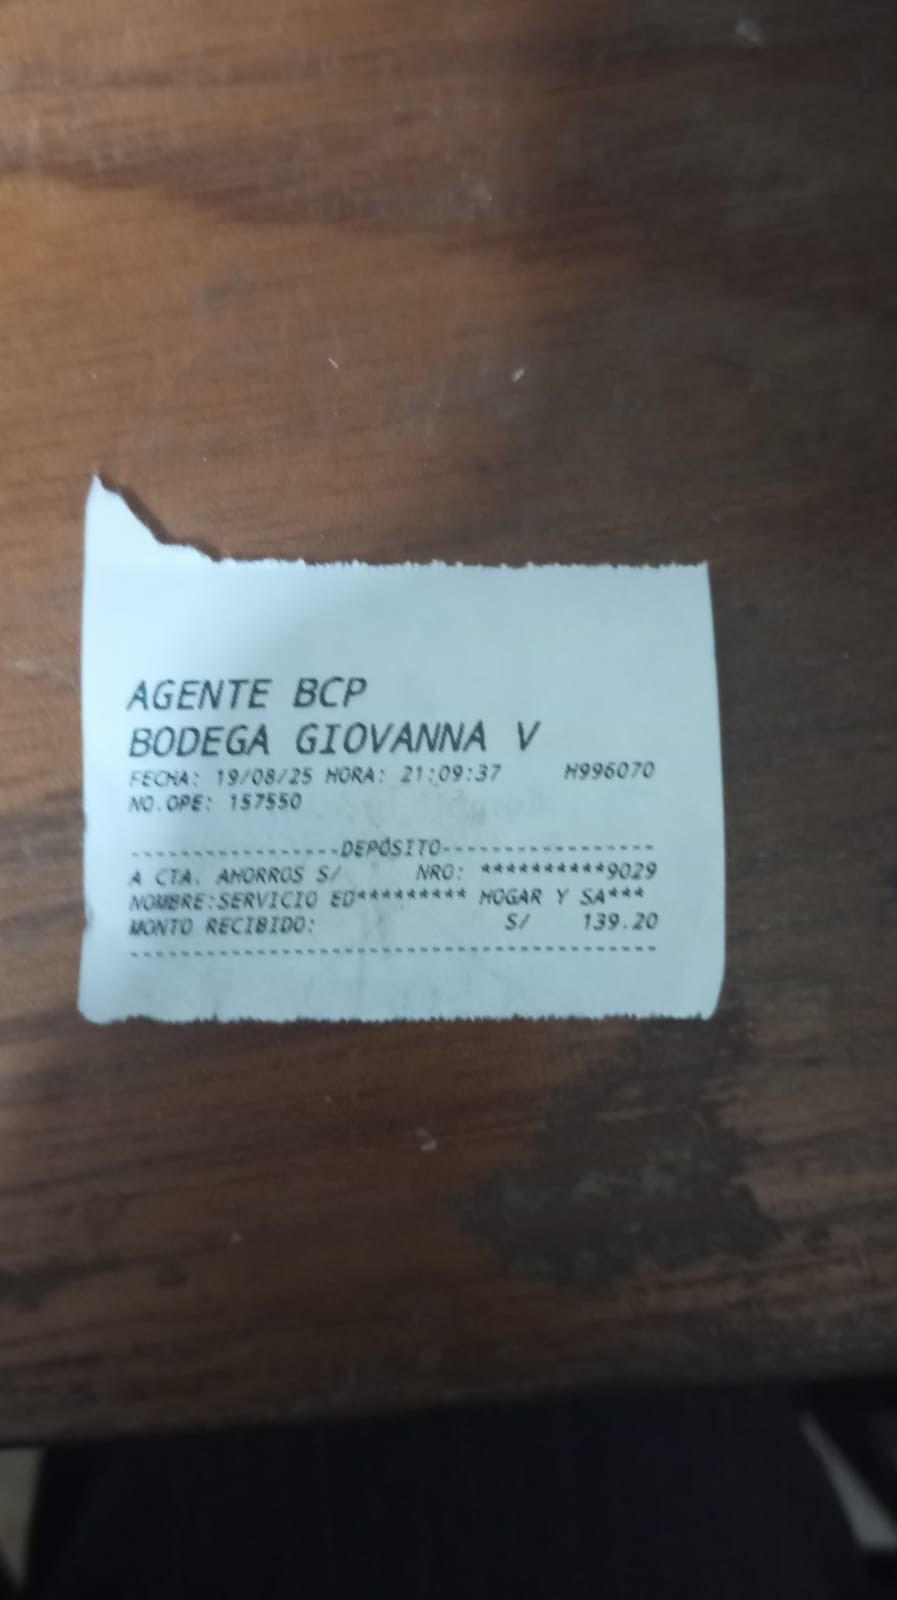 AGENTE BCP
BODEGA GIOVANNA V
FECHA: 19/08/25 HORA: 21:09:37 H996070
NO.OPE: 157550
-----------------DEPÓSITO-----------------
A CTA. AHORROS S/ NRO: **********9029
NOMBRE:SERVICIO ED********* HOGAR Y SA***
MONTO RECIBIDO: S/ 139.20
------------------------------------------